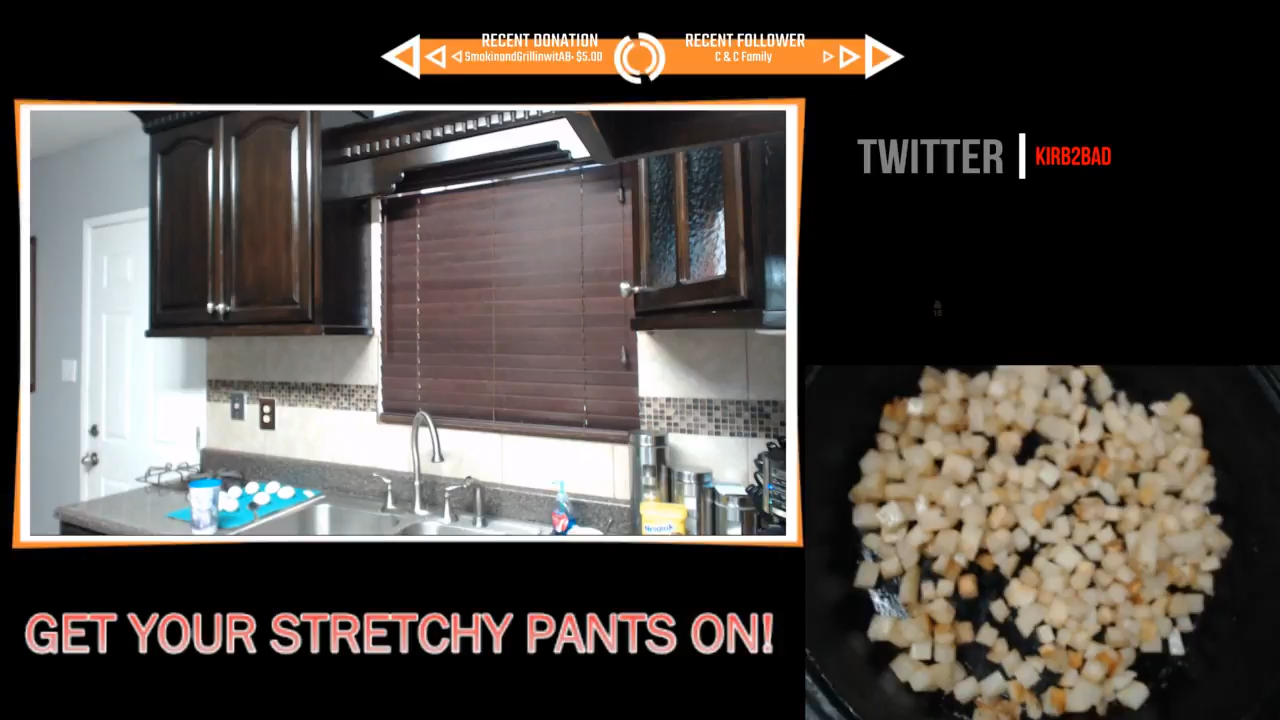 RECENT DONATION
SmokinandGrillinwitAB- $5.00
RECENT FOLLOWER
C & C Family
TWITTER | KIRB2BAD
GET YOUR STRETCHY PANTS ON!